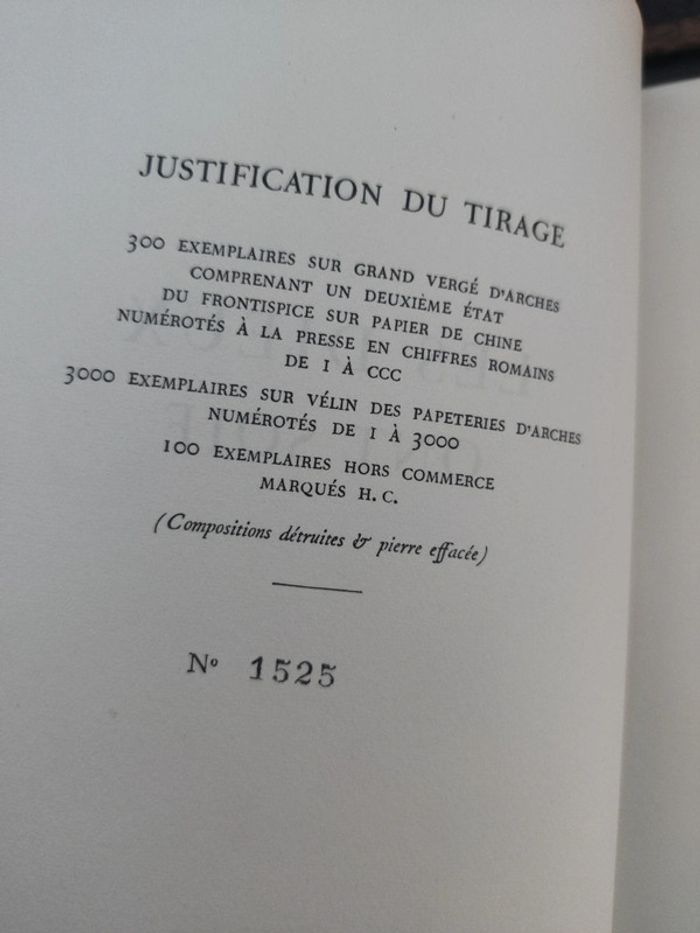 JUSTIFICATION DU TIRAGE
300 EXEMPLAIRES SUR GRAND VERGÉ D'ARCHES
COMPRENANT UN DEUXIÈME ÉTAT
DU FRONTISPICE SUR PAPIER DE CHINE
NUMÉROTÉS À LA PRESSE EN CHIFFRES ROMAINS
DE I À CCC
3000 EXEMPLAIRES SUR VÉLIN DES PAPETERIES D'ARCHES
NUMÉROTÉS DE 1 À 3000
100 EXEMPLAIRES HORS COMMERCE
MARQUÉS H. C.
(Compositions détruites & pierre effacée)
Nº 1525